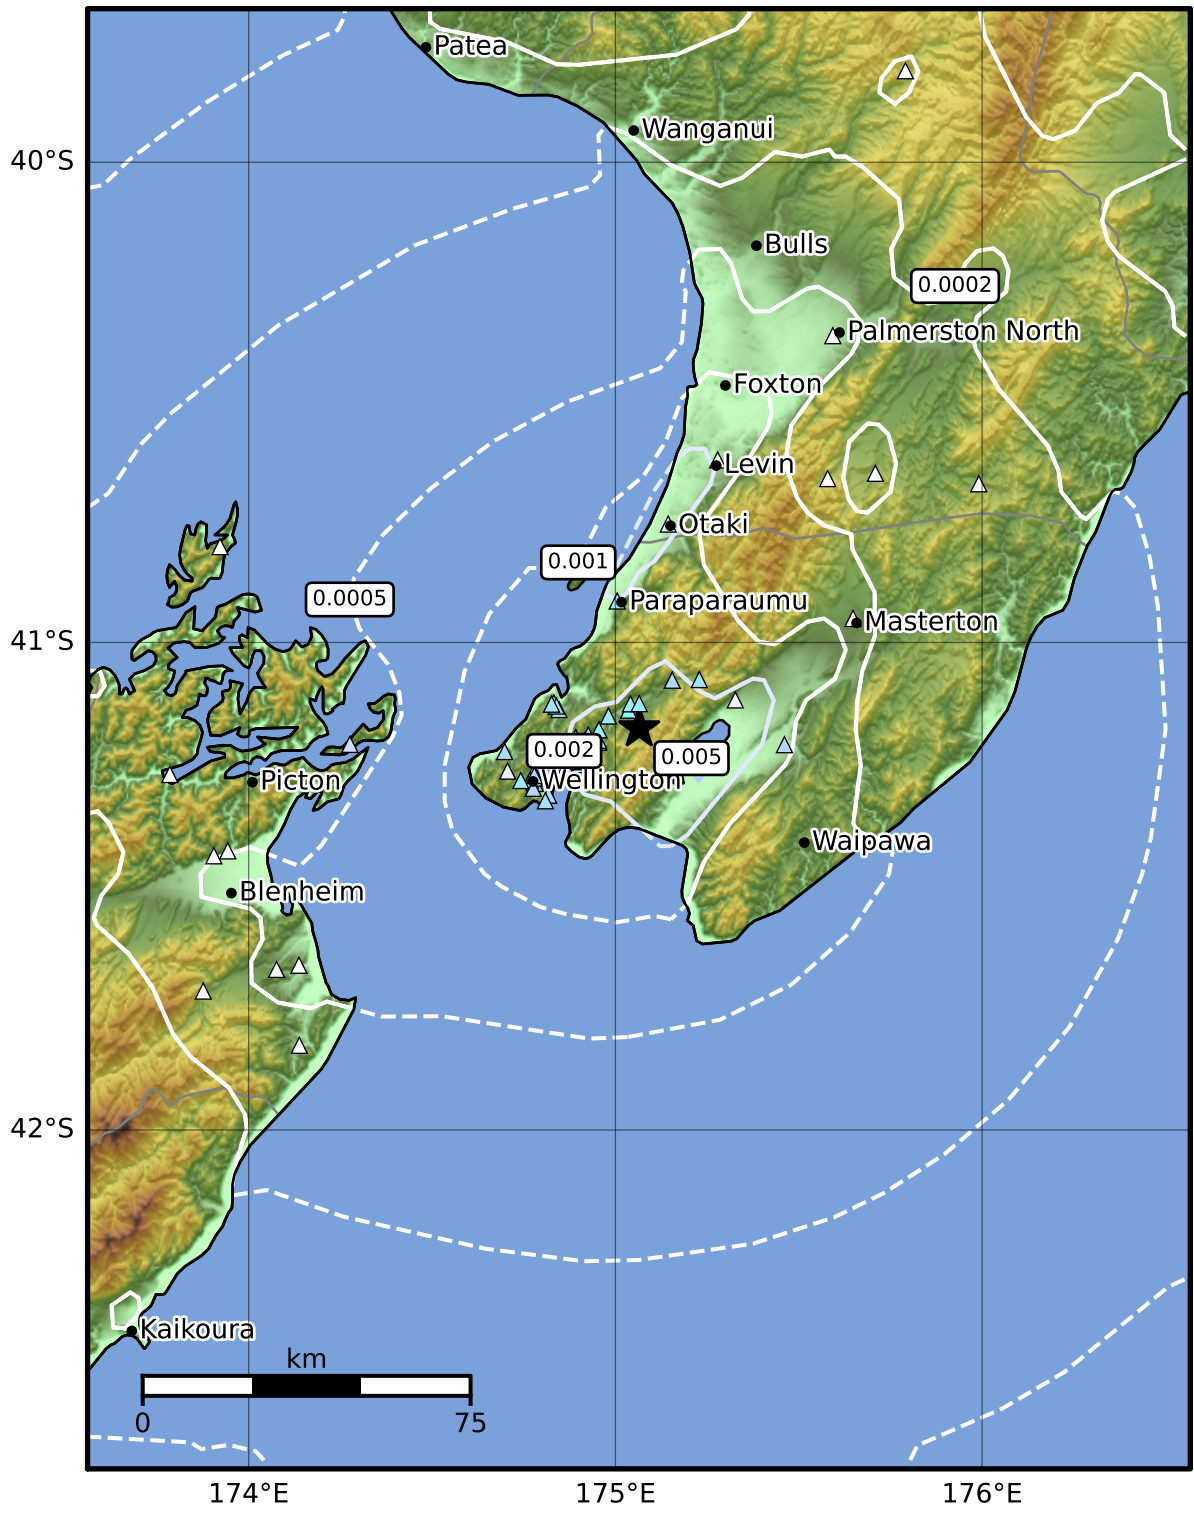 Patea
Wanganui
40°S
Bulls
0.0002
Palmerston North
Foxton
Levin
Otaki
0.001
0.0005
Paraparaumu
Masterton
41°S
0.002
0.005
Wellington
Picton
Waipawa
Blenheim
42°S
Kaikoura
km
0 75
174°E 175°E 176°E